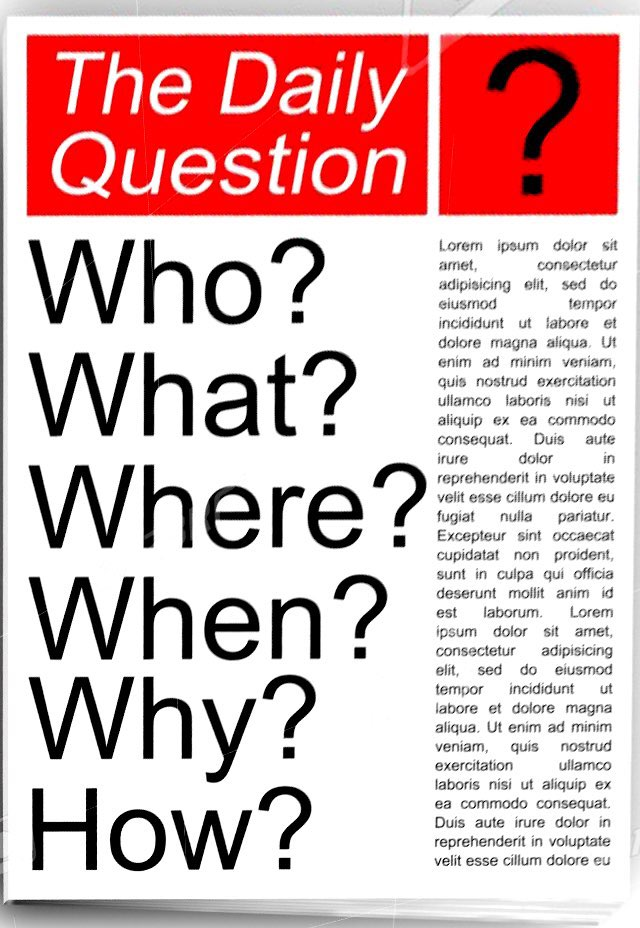 The Daily
Question
?
Who?
What?
Where?
When?
Why?
How?
Lorem ipsum dolor sit
amet, consectetur
adipisicing elit, sed do
eiusmod tempor
incididunt ut labore et
dolore magna aliqua. Ut
enim ad minim veniam,
quis nostrud exercitation
ullamco laboris nisi ut
aliquip ex ea commodo
consequat. Duis aute
irure dolor in
reprehenderit in voluptate
velit esse cillum dolore eu
fugiat nulla pariatur.
Excepteur sint occaecat
cupidatat non proident,
sunt in culpa qui officia
deserunt mollit anim id
est laborum. Lorem
ipsum dolor sit amet,
consectetur adipisicing
elit, sed do eiusmod
tempor incididunt ut
labore et dolore magna
aliqua. Ut enim ad minim
veniam, quis nostrud
exercitation ullamco
laboris nisi ut aliquip ex
ea commodo consequat.
Duis aute irure dolor in
reprehenderit in voluptate
velit esse cillum dolore eu